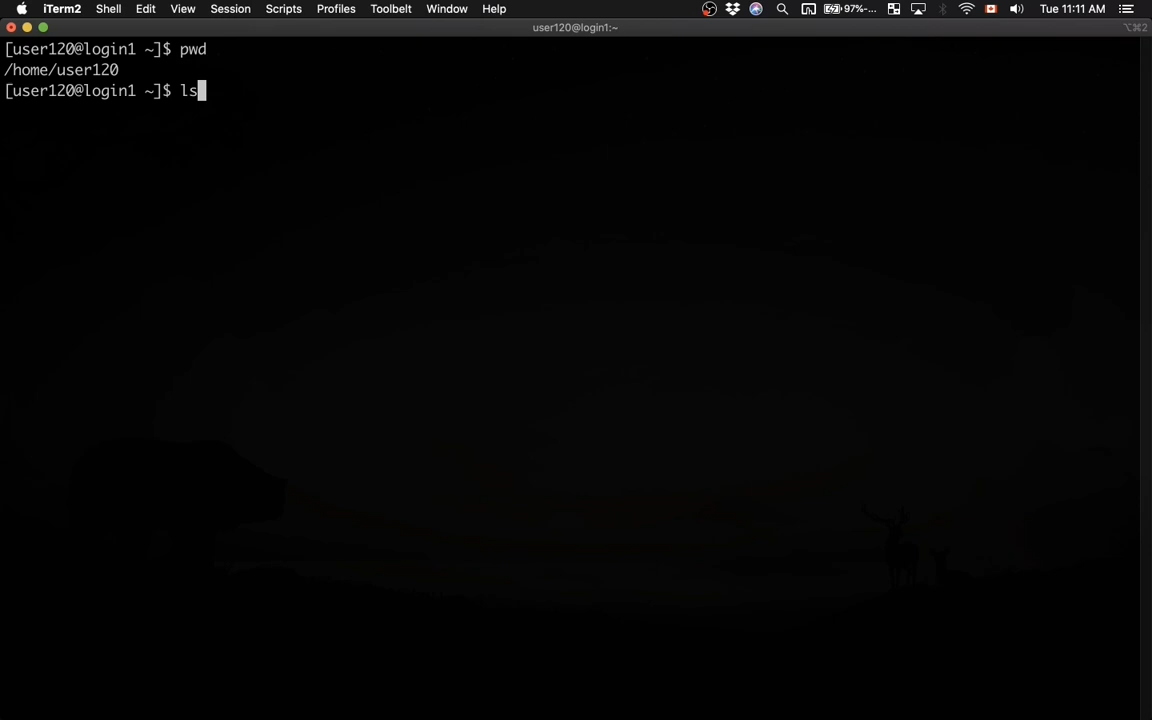 iTerm2 Shell Edit View Session Scripts Profiles Toolbelt Window Help 97%-... Tue 11:11 AM
user120@login1:~ ⌥⌘2
[user120@login1 ~]$ pwd
/home/user120
[user120@login1 ~]$ ls